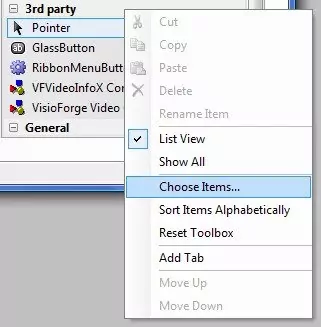 3rd party
Pointer
GlassButton
RibbonMenuButt
VFVideoInfoX Con
VisioForge Video
General
Cut
Copy
Paste
Delete
Rename Item
List View
Show All
Choose Items...
Sort Items Alphabetically
Reset Toolbox
Add Tab
Move Up
Move Down